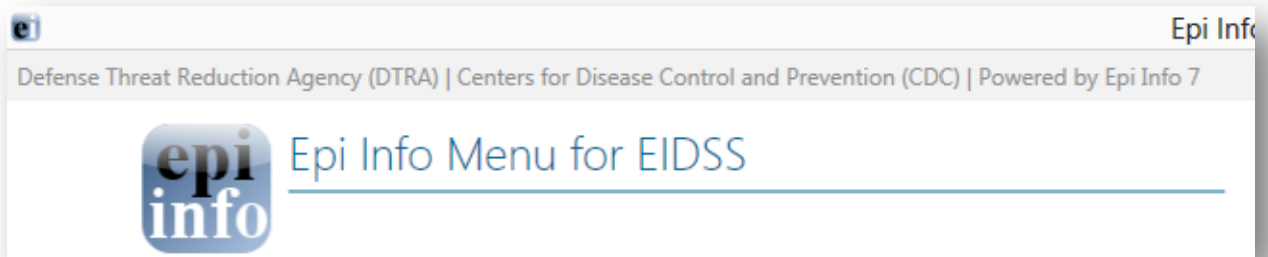 ei
Epi Info
Defense Threat Reduction Agency (DTRA) | Centers for Disease Control and Prevention (CDC) | Powered by Epi Info 7
epi
info
Epi Info Menu for EIDSS